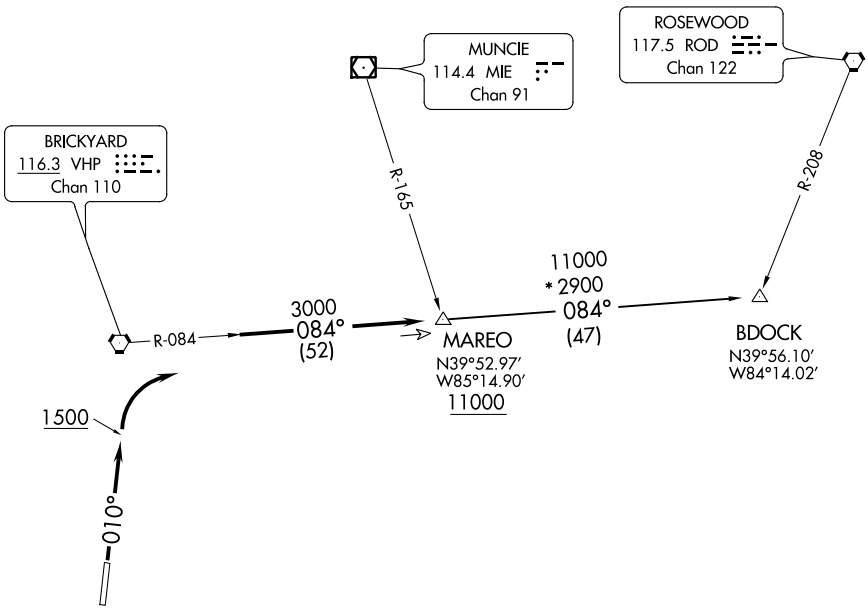 ROSEWOOD
117.5 ROD
Chan 122
MUNCIE
114.4 MIE
Chan 91
BRICKYARD
116.3 VHP
Chan 110
R-165
R-208
R-084
3000
084°
(52)
11000
*2900
084°
(47)
MAREO
N39°52.97'
W85°14.90'
11000
BDOCK
N39°56.10'
W84°14.02'
1500
010°